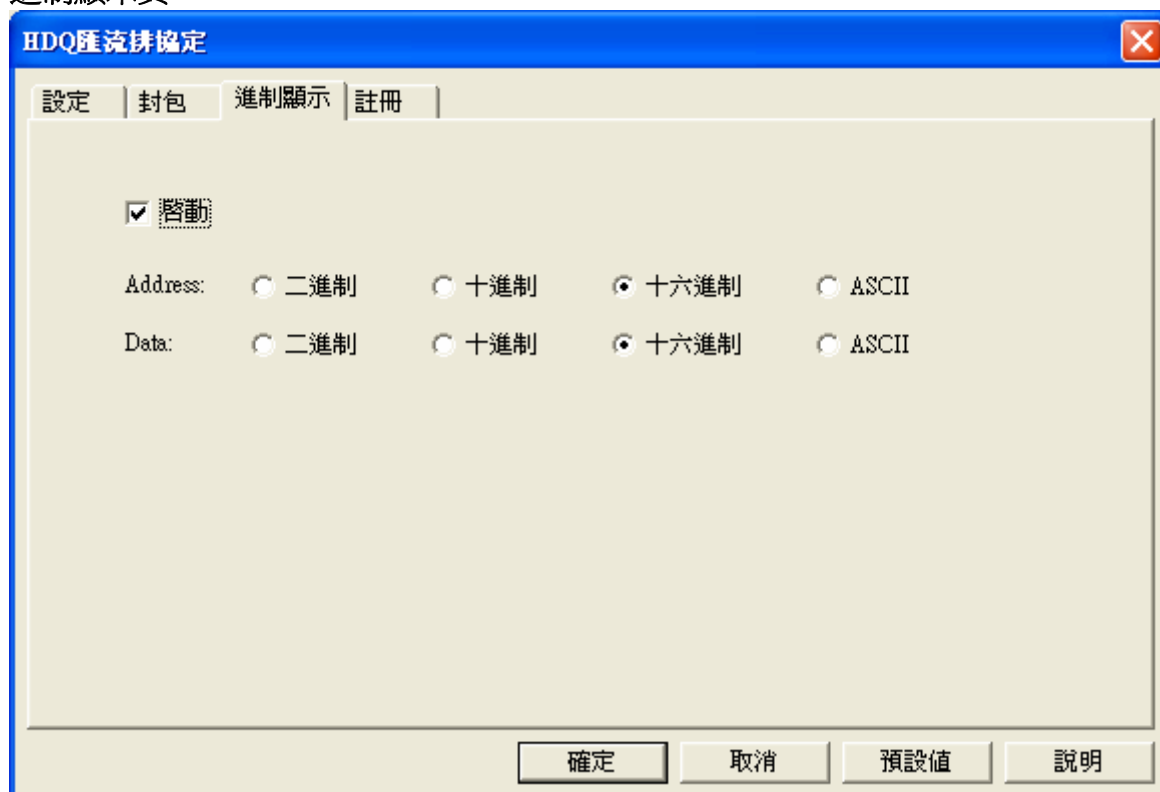 HDQ匯流排協定
設定 封包 進制顯示 註冊
啓動
Address: 二進制 十進制 十六進制 ASCII
Data: 二進制 十進制 十六進制 ASCII
確定 取消 預設值 說明